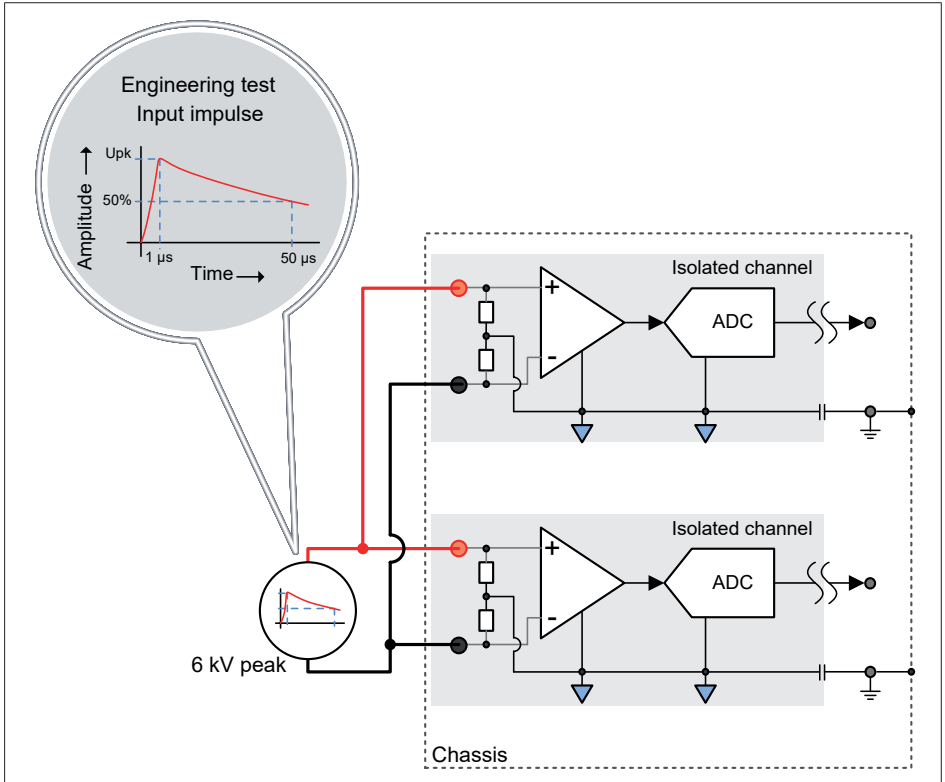 Engineering test
Input impulse
Amplitude
Upk
50%
1 µs
50 µs
Time
Isolated channel
+
-
ADC
Isolated channel
+
-
ADC
6 kV peak
Chassis